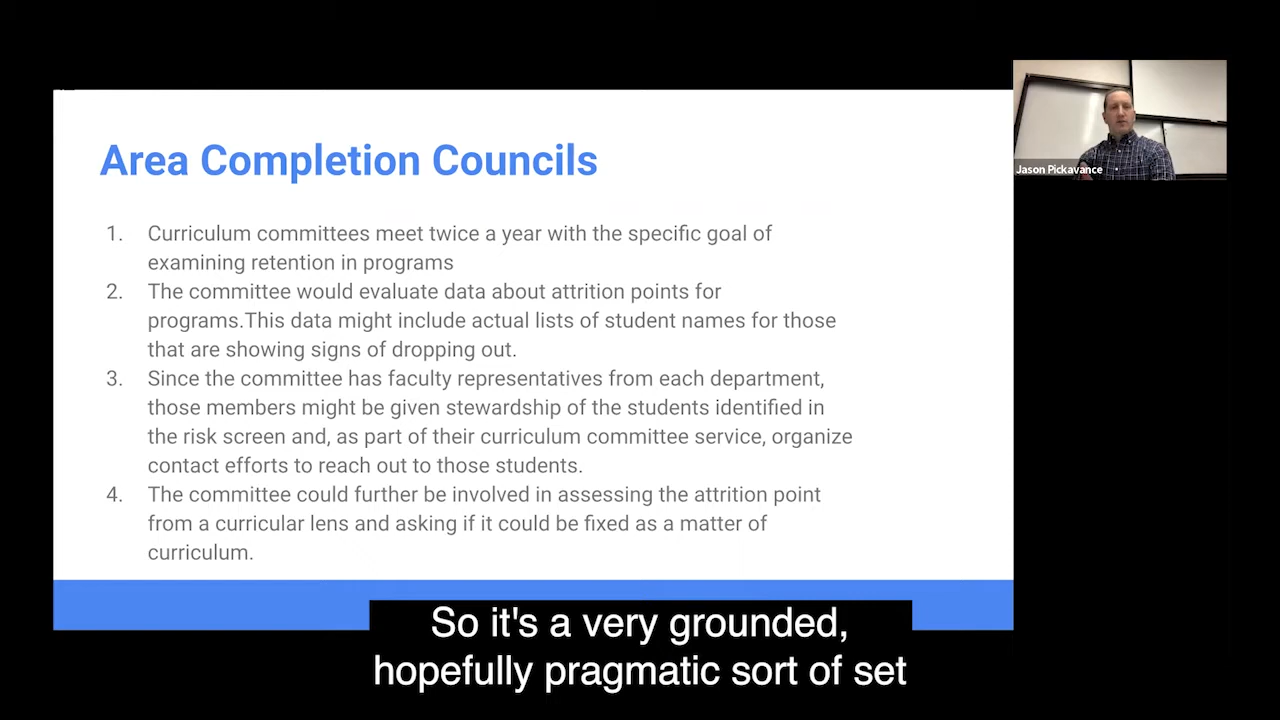 Area Completion Councils
1. Curriculum committees meet twice a year with the specific goal of
examining retention in programs
2. The committee would evaluate data about attrition points for
programs.This data might include actual lists of student names for those
that are showing signs of dropping out.
3. Since the committee has faculty representatives from each department,
those members might be given stewardship of the students identified in
the risk screen and, as part of their curriculum committee service, organize
contact efforts to reach out to those students.
4. The committee could further be involved in assessing the attrition point
from a curricular lens and asking if it could be fixed as a matter of
curriculum.
Jason Pickavance
So it's a very grounded,
hopefully pragmatic sort of set